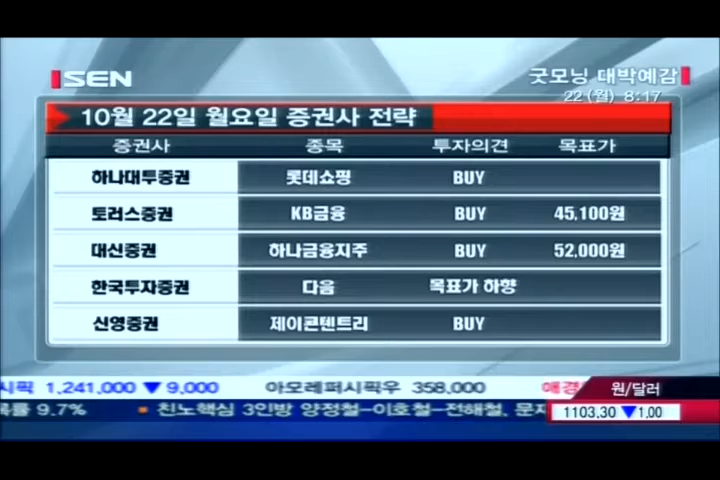 SEN
굿모닝 대박예감
22 (월) 8:17
10월 22일 월요일 증권사 전략
증권사 종목 투자의견 목표가
하나대투증권 롯데쇼핑 BUY
토러스증권 KB금융 BUY 45,100원
대신증권 하나금융지주 BUY 52,000원
한국투자증권 다음 목표가 하향
신영증권 제이콘텐트리 BUY
시픽 1,241,000 ▼ 9,000 아모레퍼시픽우 358,000 애경
원/달러
9.7% 친노핵심 3인방 양정철-이호철-전해철, 문재
1103.30 ▼1.00